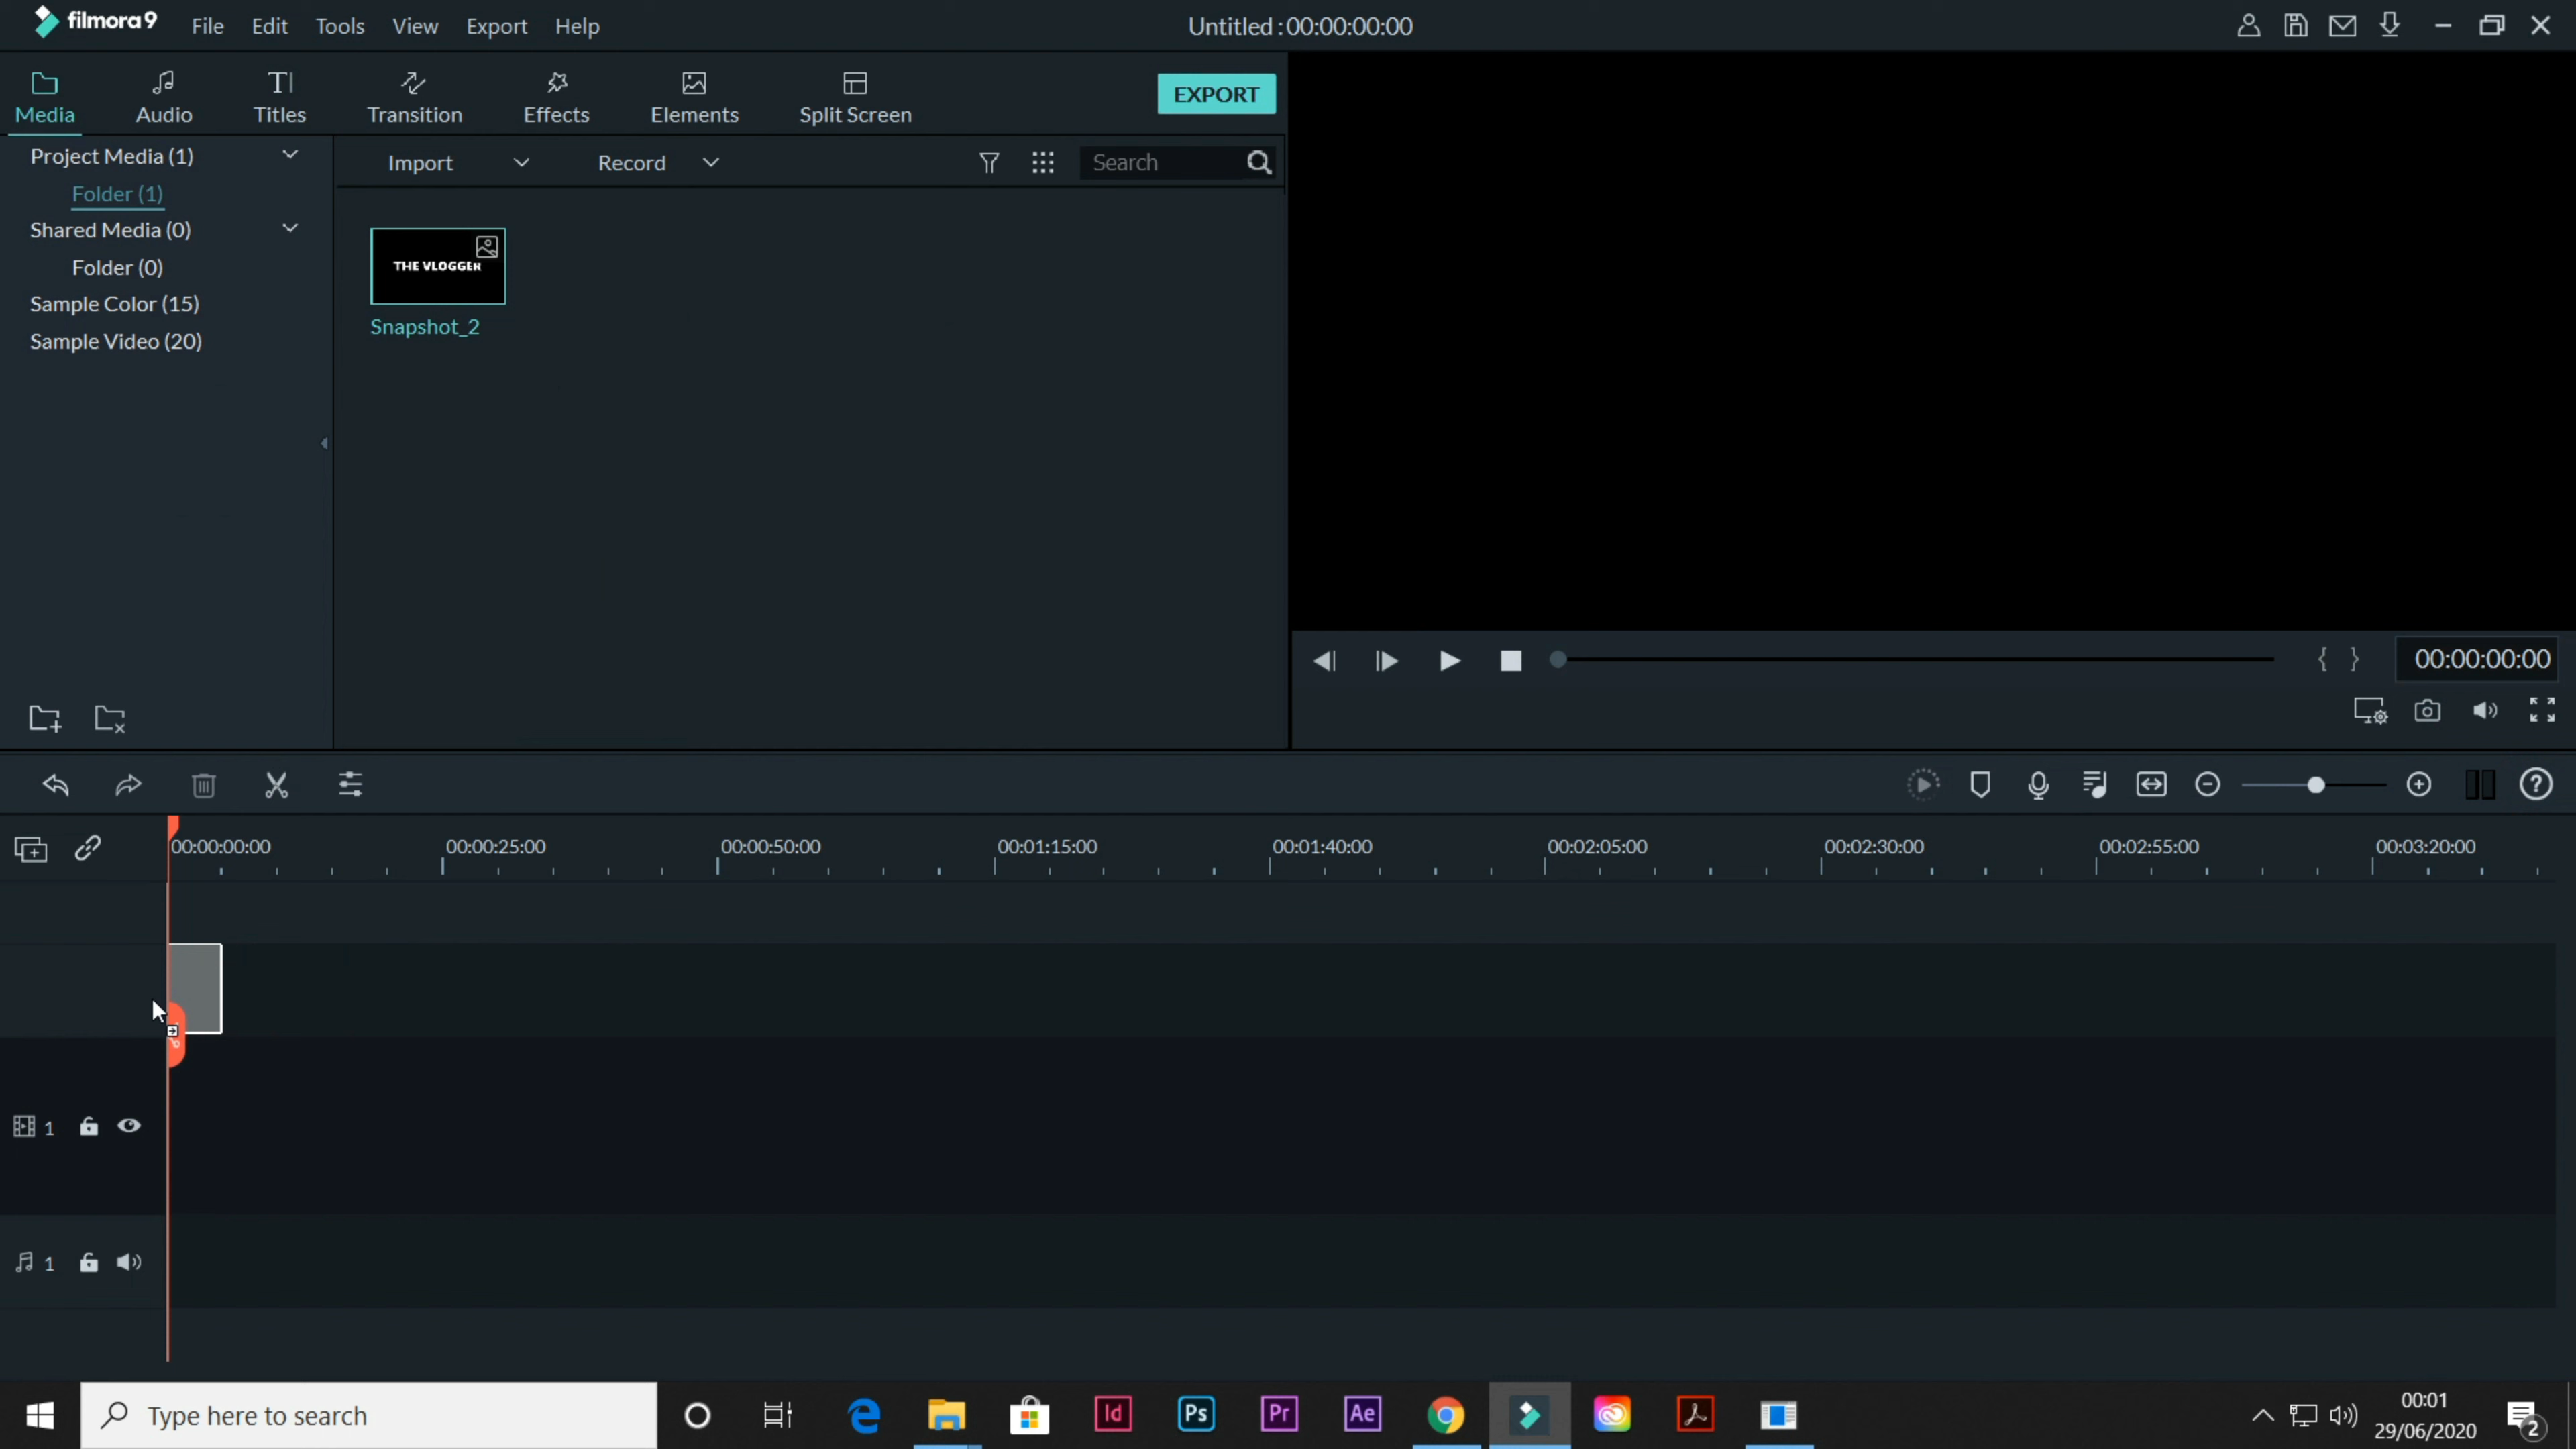 filmora9 File Edit Tools View Export Help Untitled : 00:00:00:00
Media Audio Titles Transition Effects Elements Split Screen EXPORT
Project Media (1) Import Record Search
Folder (1)
Shared Media (0)
Folder (0)
Sample Color (15)
Sample Video (20)
THE VLOGGER
Snapshot_2
00:00:00:00
00:00:00:00 00:00:25:00 00:00:50:00 00:01:15:00 00:01:40:00 00:02:05:00 00:02:30:00 00:02:55:00 00:03:20:00
1
1
Type here to search Id Ps Pr Ae 00:01
29/06/2020 2